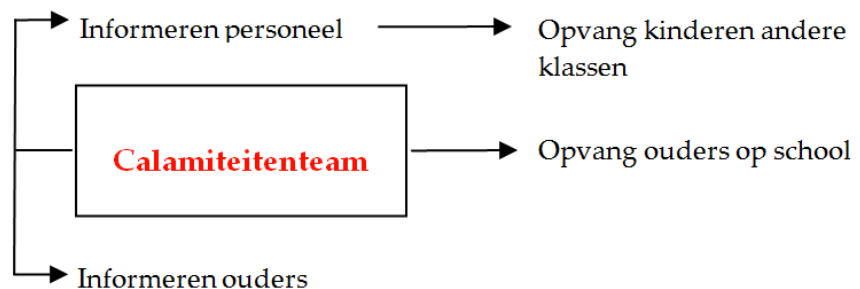 Informeren personeel
Opvang kinderen andere
klassen
Calamiteitenteam
Opvang ouders op school
Informeren ouders